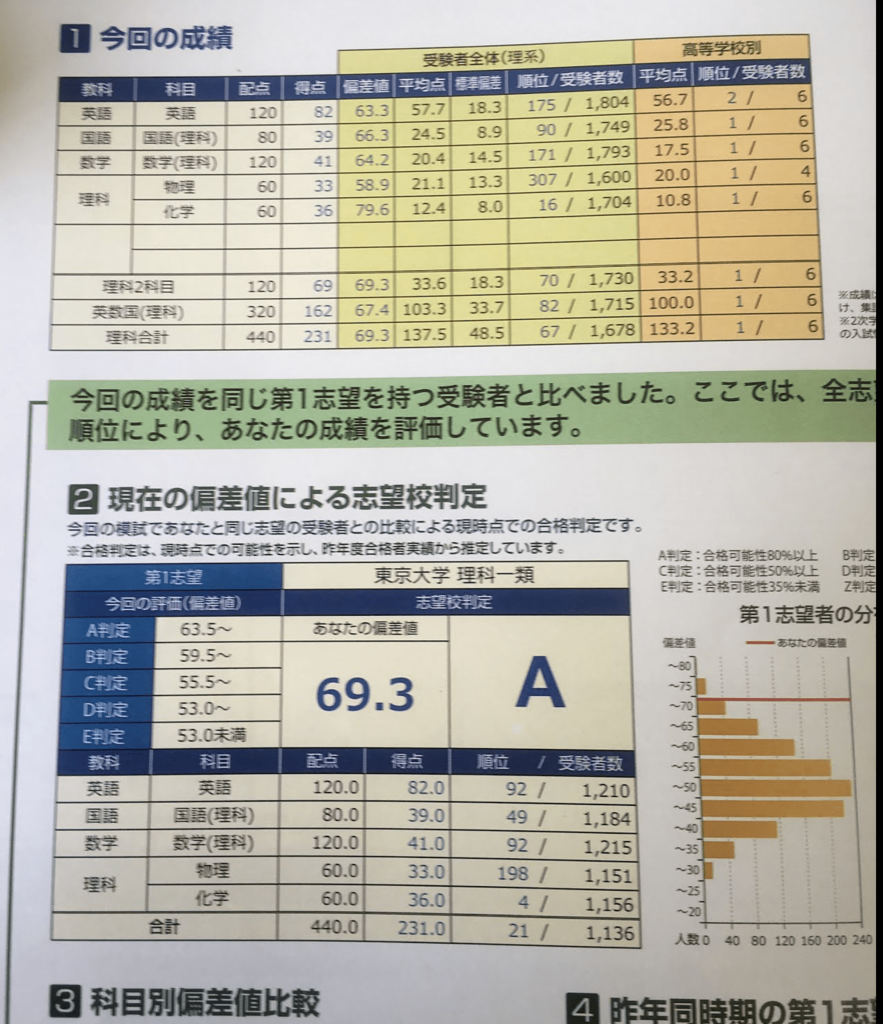 1 今回の成績
受験者全体(理系) 高等学校別
教科 科目 配点 得点 偏差値 平均点 標準偏差 順位/受験者数 平均点 順位/受験者数
英語 英語 120 82 63.3 57.7 18.3 175 / 1,804 56.7 2 / 6
国語 国語(理科) 80 39 66.3 24.5 8.9 90 / 1,749 25.8 1 / 6
数学 数学(理科) 120 41 64.2 20.4 14.5 171 / 1,793 17.5 1 / 6
理科 物理 60 33 58.9 21.1 13.3 307 / 1,600 20.0 1 / 4
化学 60 36 79.6 12.4 8.0 16 / 1,704 10.8 1 / 6
理科2科目 120 69 69.3 33.6 18.3 70 / 1,730 33.2 1 / 6
英数国(理科) 320 162 67.4 103.3 33.7 82 / 1,715 100.0 1 / 6
理科合計 440 231 69.3 137.5 48.5 67 / 1,678 133.2 1 / 6
※成績
け、集
※2次学
の入試
今回の成績を同じ第1志望を持つ受験者と比べました。ここでは、全志
順位により、あなたの成績を評価しています。
2 現在の偏差値による志望校判定
今回の模試であなたと同じ志望の受験者との比較による現時点での合格判定です。
※合格判定は、現時点での可能性を示し、昨年度合格者実績から推定しています。
A判定：合格可能性80%以上 B判定
C判定：合格可能性50%以上 D判定
E判定：合格可能性35%未満 Z判定
第1志望 東京大学 理科一類
今回の評価(偏差値) 志望校判定
A判定 63.5～ あなたの偏差値
B判定 59.5～
C判定 55.5～
69.3 A
D判定 53.0～
E判定 53.0未満
教科 科目 配点 得点 順位 / 受験者数
英語 英語 120.0 82.0 92 / 1,210
国語 国語(理科) 80.0 39.0 49 / 1,184
数学 数学(理科) 120.0 41.0 92 / 1,215
理科 物理 60.0 33.0 198 / 1,151
化学 60.0 36.0 4 / 1,156
合計 440.0 231.0 21 / 1,136
第1志望者の分
偏差値 あなたの偏差値
～80
～75
～70
～65
～60
～55
～50
～45
～40
～35
～30
～25
～20
人数 0 40 80 120 160 200 240
3 科目別偏差値比較
4 昨年同時期の第1志